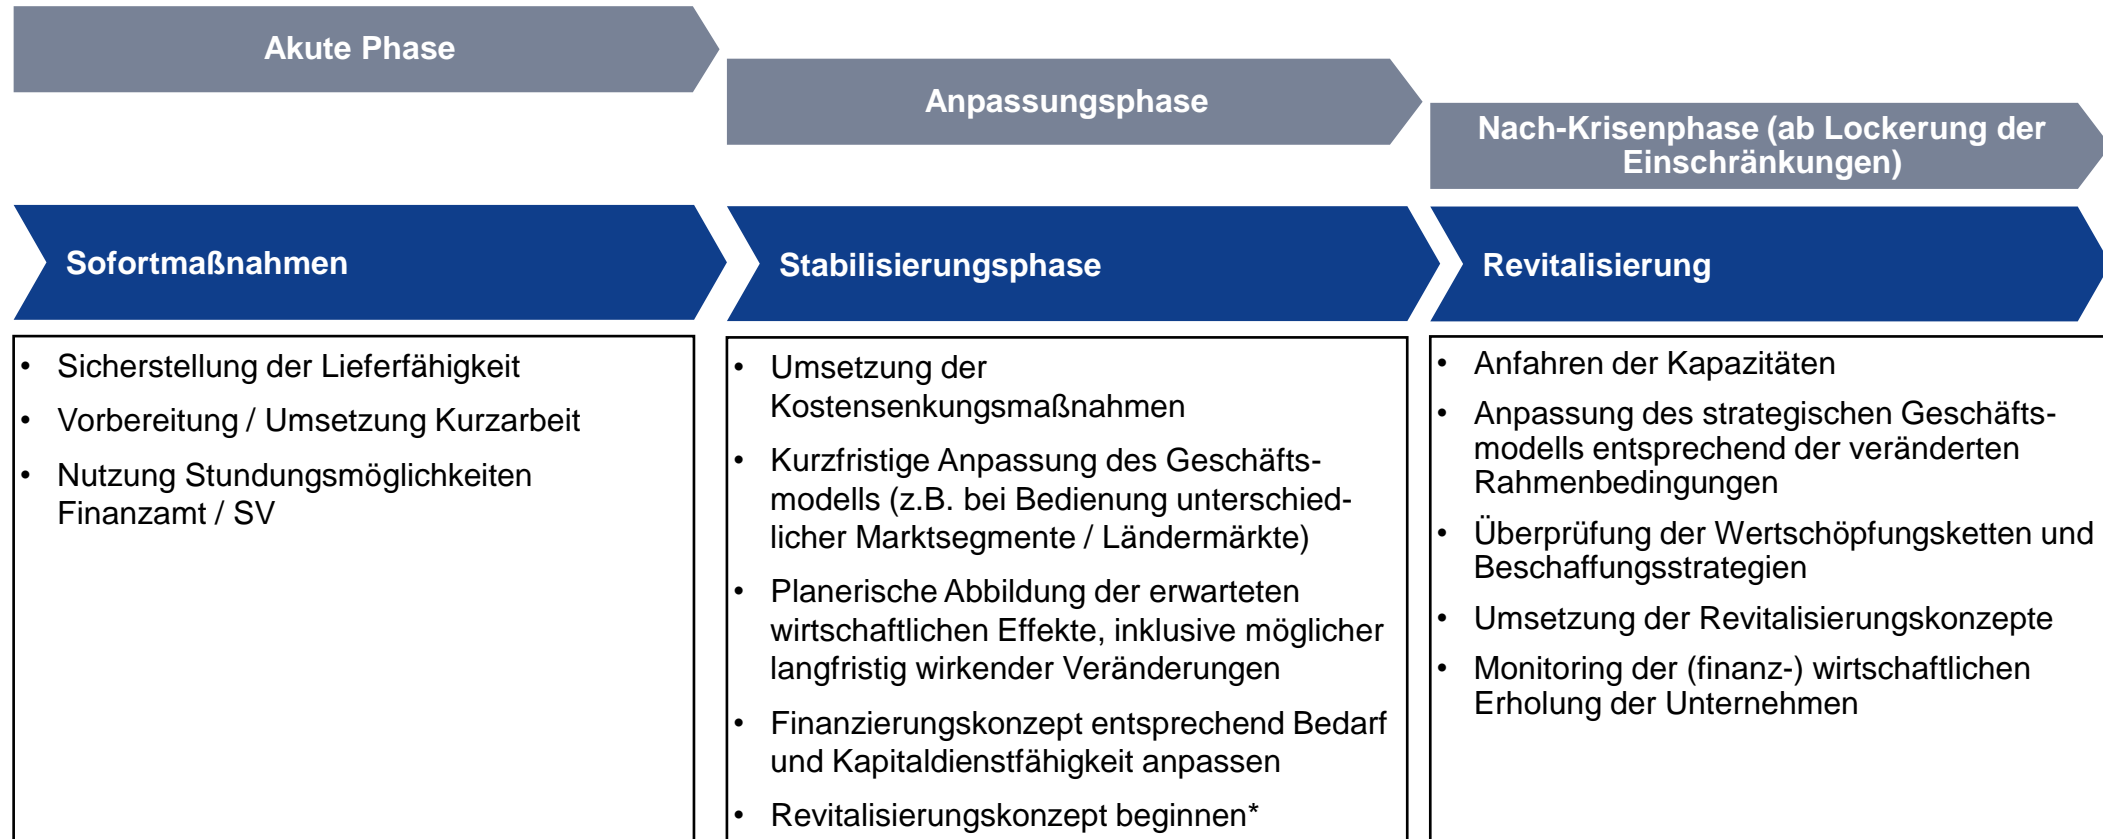 Akute Phase
Anpassungsphase
Nach-Krisenphase (ab Lockerung der
Einschränkungen)
Sofortmaßnahmen
Stabilisierungsphase
Revitalisierung
• Sicherstellung der Lieferfähigkeit
• Vorbereitung / Umsetzung Kurzarbeit
• Nutzung Stundungsmöglichkeiten
Finanzamt / SV
• Umsetzung der
Kostensenkungsmaßnahmen
• Kurzfristige Anpassung des Geschäfts-
modells (z.B. bei Bedienung unterschied-
licher Marktsegmente / Ländermärkte)
• Planerische Abbildung der erwarteten
wirtschaftlichen Effekte, inklusive möglicher
langfristig wirkender Veränderungen
• Finanzierungskonzept entsprechend Bedarf
und Kapitaldienstfähigkeit anpassen
• Revitalisierungskonzept beginnen*
• Anfahren der Kapazitäten
• Anpassung des strategischen Geschäfts-
modells entsprechend der veränderten
Rahmenbedingungen
• Überprüfung der Wertschöpfungsketten und
Beschaffungsstrategien
• Umsetzung der Revitalisierungskonzepte
• Monitoring der (finanz-) wirtschaftlichen
Erholung der Unternehmen